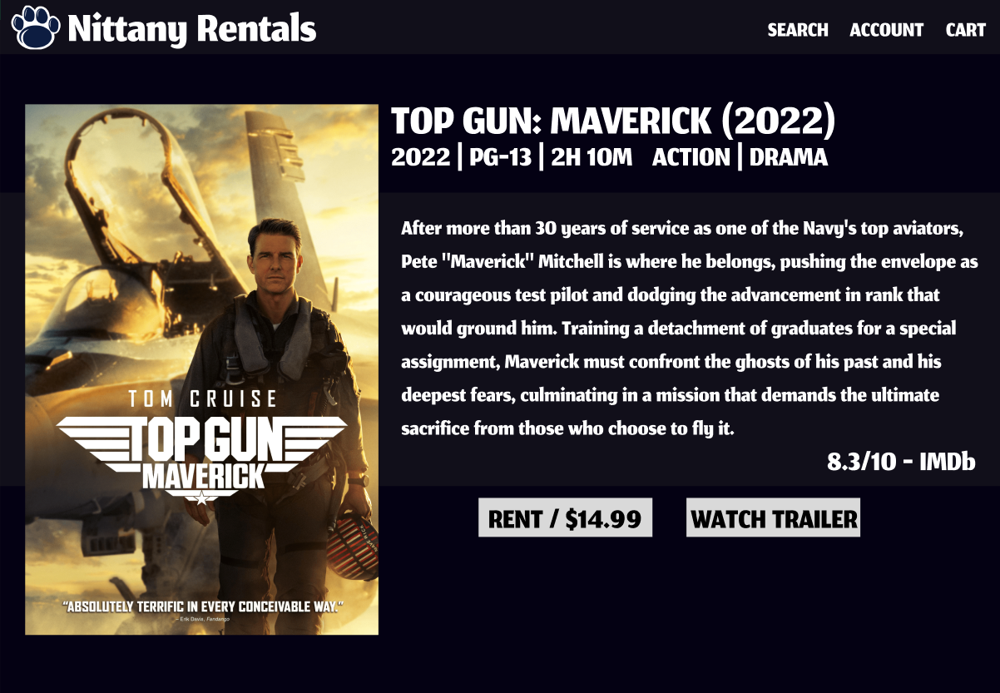 Nittany Rentals
SEARCH ACCOUNT CART
TOP GUN: MAVERICK (2022)
2022 | PG-13 | 2H 10M ACTION | DRAMA
After more than 30 years of service as one of the Navy's top aviators,
Pete "Maverick" Mitchell is where he belongs, pushing the envelope as
a courageous test pilot and dodging the advancement in rank that
would ground him. Training a detachment of graduates for a special
assignment, Maverick must confront the ghosts of his past and his
deepest fears, culminating in a mission that demands the ultimate
sacrifice from those who choose to fly it.
8.3/10 - IMDb
RENT / $14.99 WATCH TRAILER
TOM CRUISE
TOP GUN
MAVERICK
MAVERICK
“ABSOLUTELY TERRIFIC IN EVERY CONCEIVABLE WAY.”
– Erik Davis, Fandango